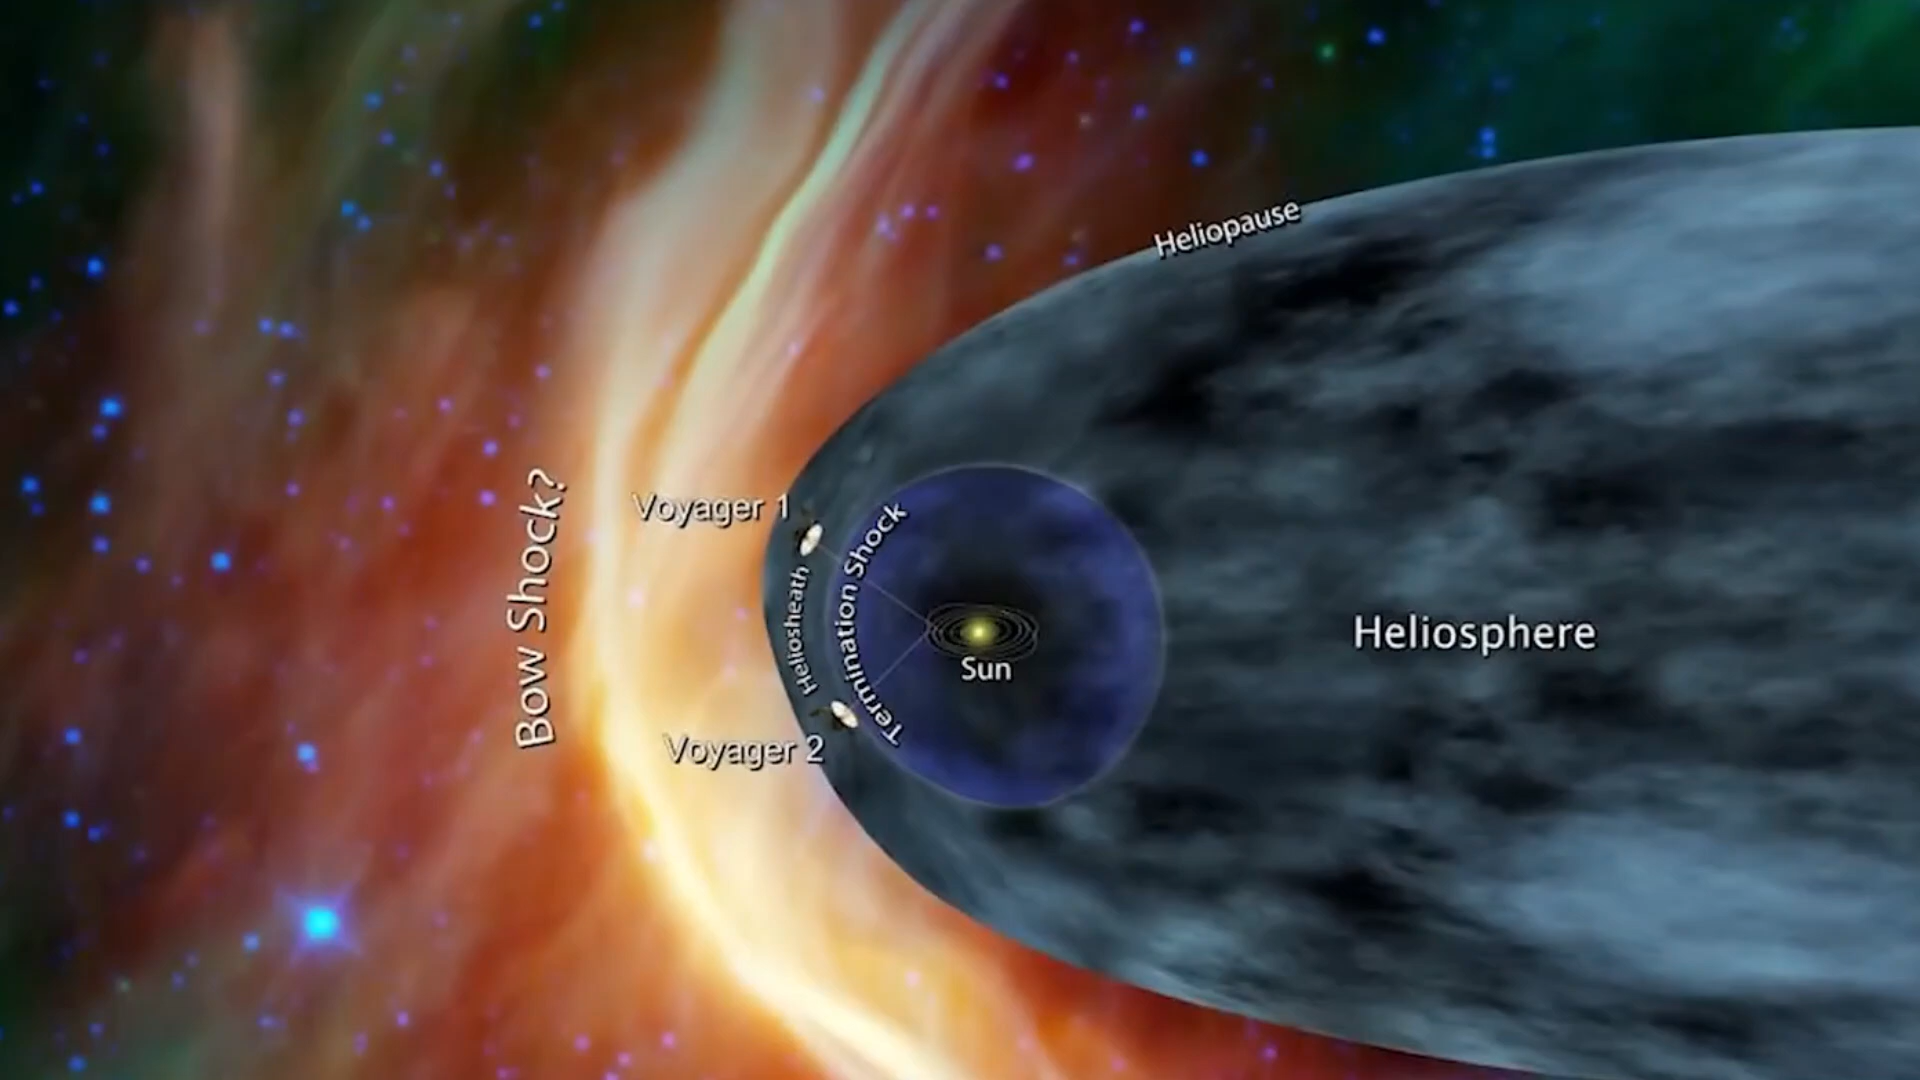 Heliopause
Voyager 1
Termination Shock
Heliosheath
Bow Shock?
Sun
Heliosphere
Voyager 2